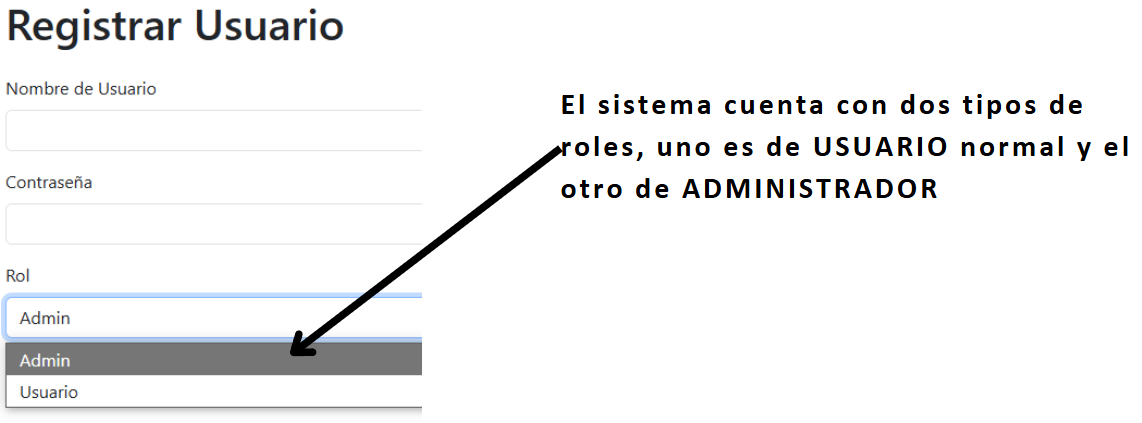 Registrar Usuario
Nombre de Usuario
Contraseña
Rol
Admin
Admin
Usuario
El sistema cuenta con dos tipos de
roles, uno es de USUARIO normal y el
otro de ADMINISTRADOR